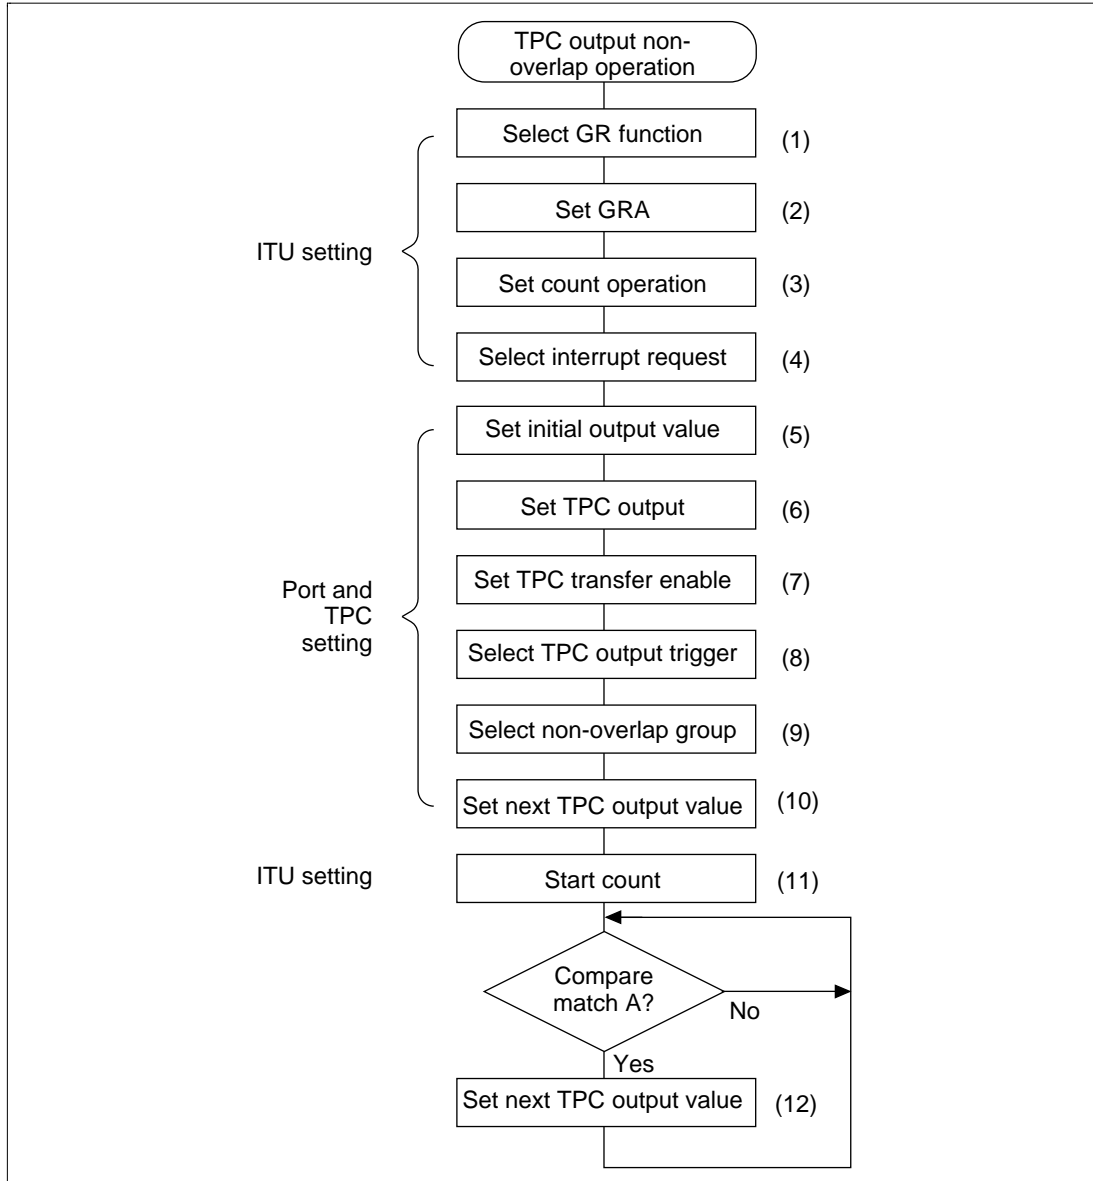 TPC output non-
overlap operation
Select GR function
(1)
Set GRA
(2)
ITU setting
Set count operation
(3)
Select interrupt request
(4)
Set initial output value
(5)
Set TPC output
(6)
Port and
TPC
setting
Set TPC transfer enable
(7)
Select TPC output trigger
(8)
Select non-overlap group
(9)
Set next TPC output value
(10)
ITU setting
Start count
(11)
Compare
match A?
No
Yes
Set next TPC output value
(12)